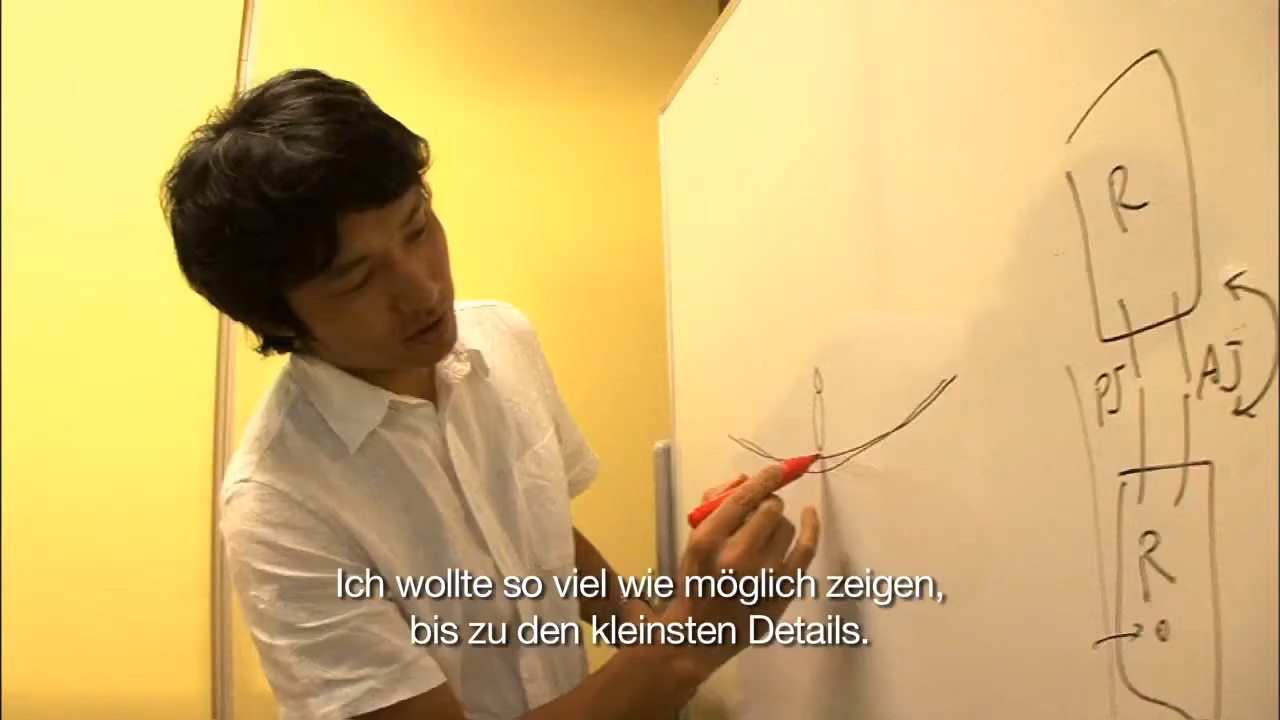 R
PJ AJ
R
Ich wollte so viel wie möglich zeigen,
bis zu den kleinsten Details.